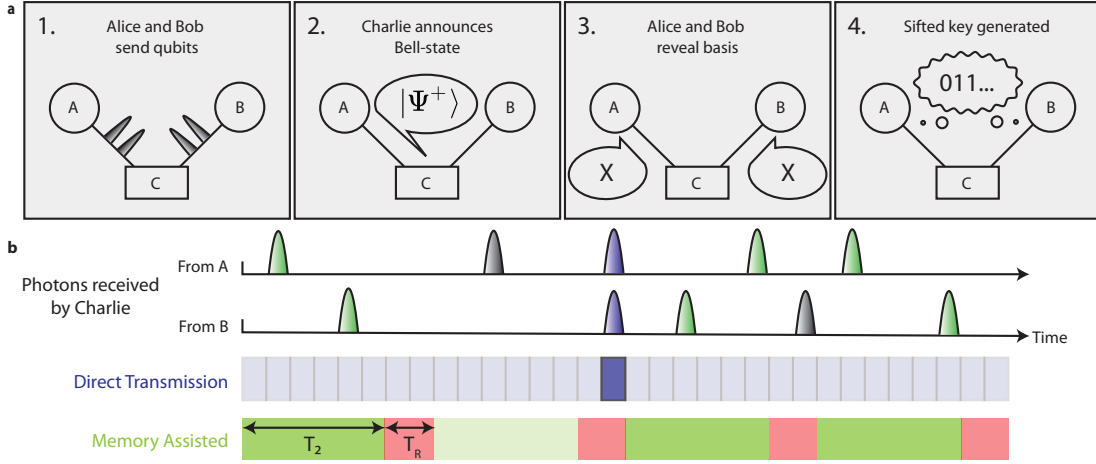 a
1.
Alice and Bob
send qubits
A
B
C
2.
Charlie announces
Bell-state
A
|Ψ⁺⟩
B
C
3.
Alice and Bob
reveal basis
A
B
X
C
X
4.
Sifted key generated
011...
A
B
C
b
From A
Photons received
by Charlie
From B
Time
Direct Transmission
Memory Assisted
T₂
T_R